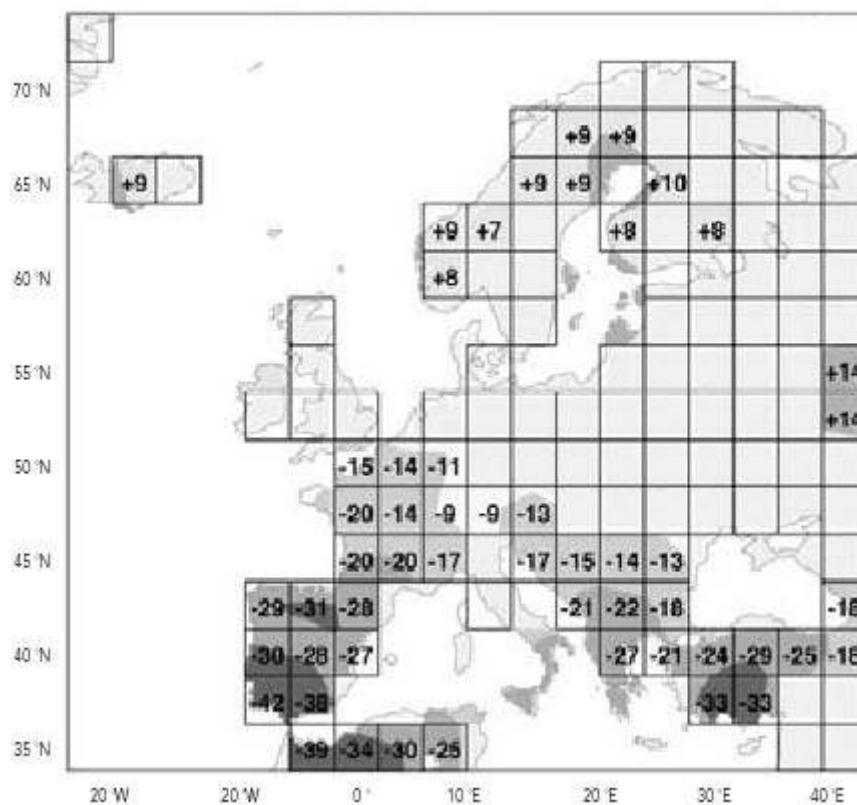 70 °N
+9 +9
65 °N +9 +9 +9 +10
+9 +7 +8 +8
60 °N +8
55 °N +14
+14
50 °N -15 -14 -11
-20 -14 -9 -9 -13
45 °N -20 -20 -17 -17 -15 -14 -13
-29 -31 -28 -21 -22 -18 -18
40 °N -30 -28 -27 -27 -21 -24 -29 -25 -18
-42 -38 -33 -33
35 °N -39 -34 -30 -25
20 °W 20 °W 0 ° 10 °E 20 °E 30 °E 40 °E